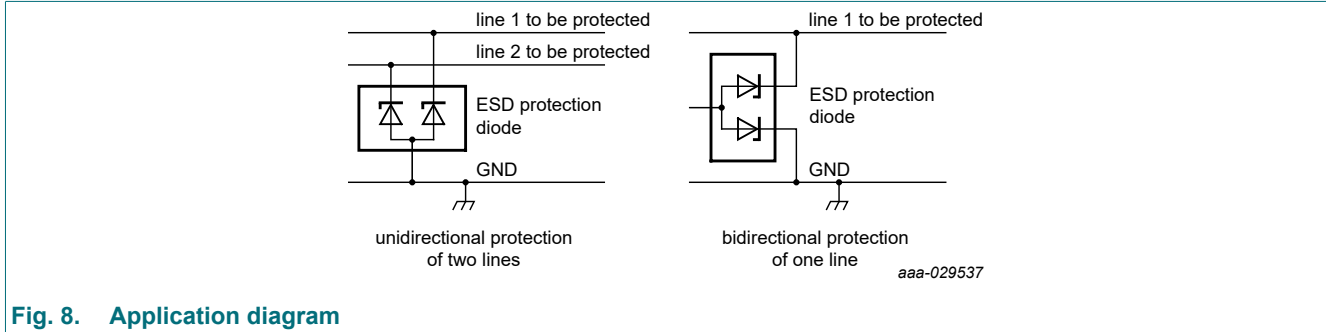 line 1 to be protected
line 2 to be protected
ESD protection
diode
GND
unidirectional protection
of two lines
line 1 to be protected
ESD protection
diode
GND
bidirectional protection
of one line
aaa-029537
Fig. 8. Application diagram